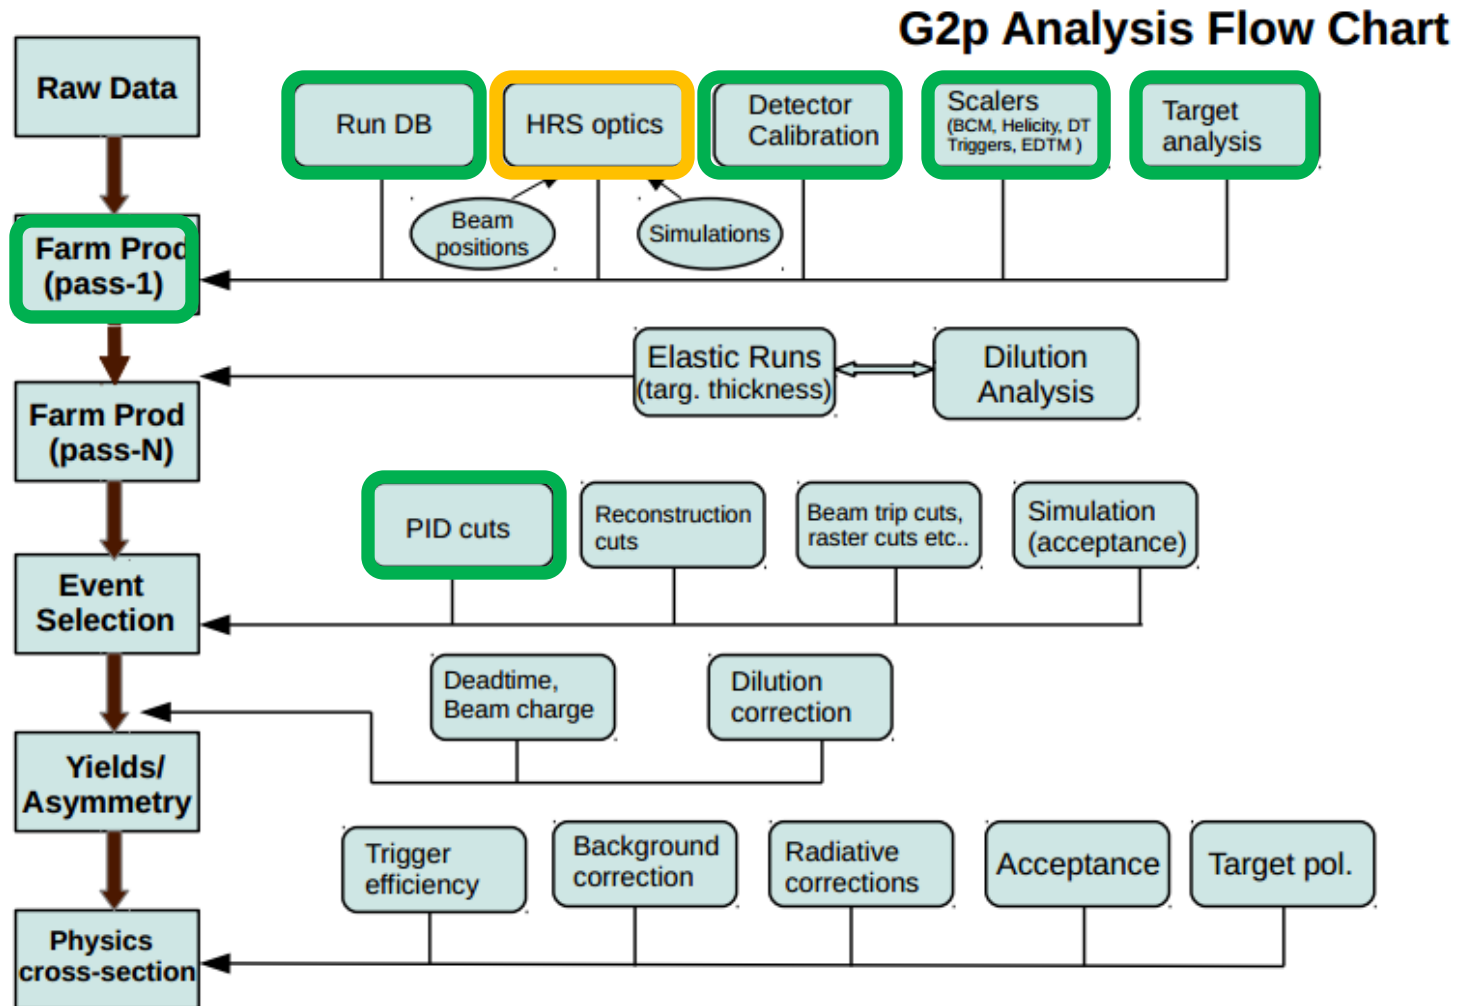 G2p Analysis Flow Chart
Raw Data
Run DB
HRS optics
Detector
Calibration
Scalers
(BCM, Helicity, DT
Triggers, EDTM )
Target
analysis
Beam
positions
Simulations
Farm Prod
(pass-1)
Elastic Runs
(targ. thickness)
Dilution
Analysis
Farm Prod
(pass-N)
PID cuts
Reconstruction
cuts
Beam trip cuts,
raster cuts etc..
Simulation
(acceptance)
Event
Selection
Deadtime,
Beam charge
Dilution
correction
Yields/
Asymmetry
Trigger
efficiency
Background
correction
Radiative
corrections
Acceptance
Target pol.
Physics
cross-section